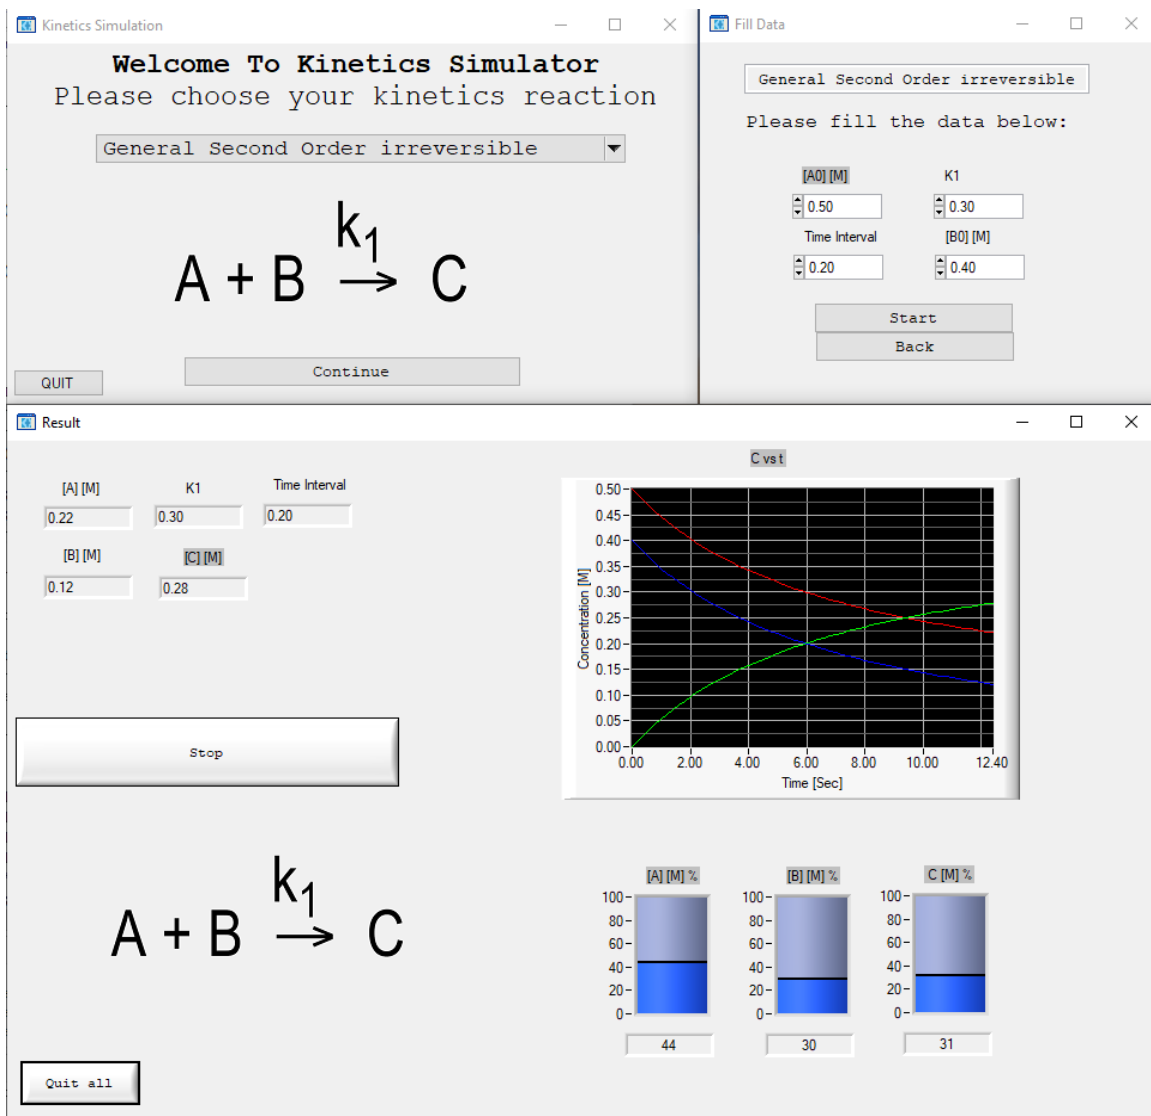 Kinetics Simulation
Welcome To Kinetics Simulator
Please choose your kinetics reaction
General Second Order irreversible
k1
A + B → C
Continue
QUIT
Fill Data
General Second Order irreversible
Please fill the data below:
[A0] [M] K1
0.50 0.30
Time Interval [B0] [M]
0.20 0.40
Start
Back
Result
[A] [M] K1 Time Interval
0.22 0.30 0.20
[B] [M] [C] [M]
0.12 0.28
Stop
k1
A + B → C
Quit all
C vs t
Concentration [M]
0.50
0.45
0.40
0.35
0.30
0.25
0.20
0.15
0.10
0.05
0.00
0.00 2.00 4.00 6.00 8.00 10.00 12.40
Time [Sec]
[A] [M] % [B] [M] % C [M] %
100 100 100
80 80 80
60 60 60
40 40 40
20 20 20
0 0 0
44 30 31